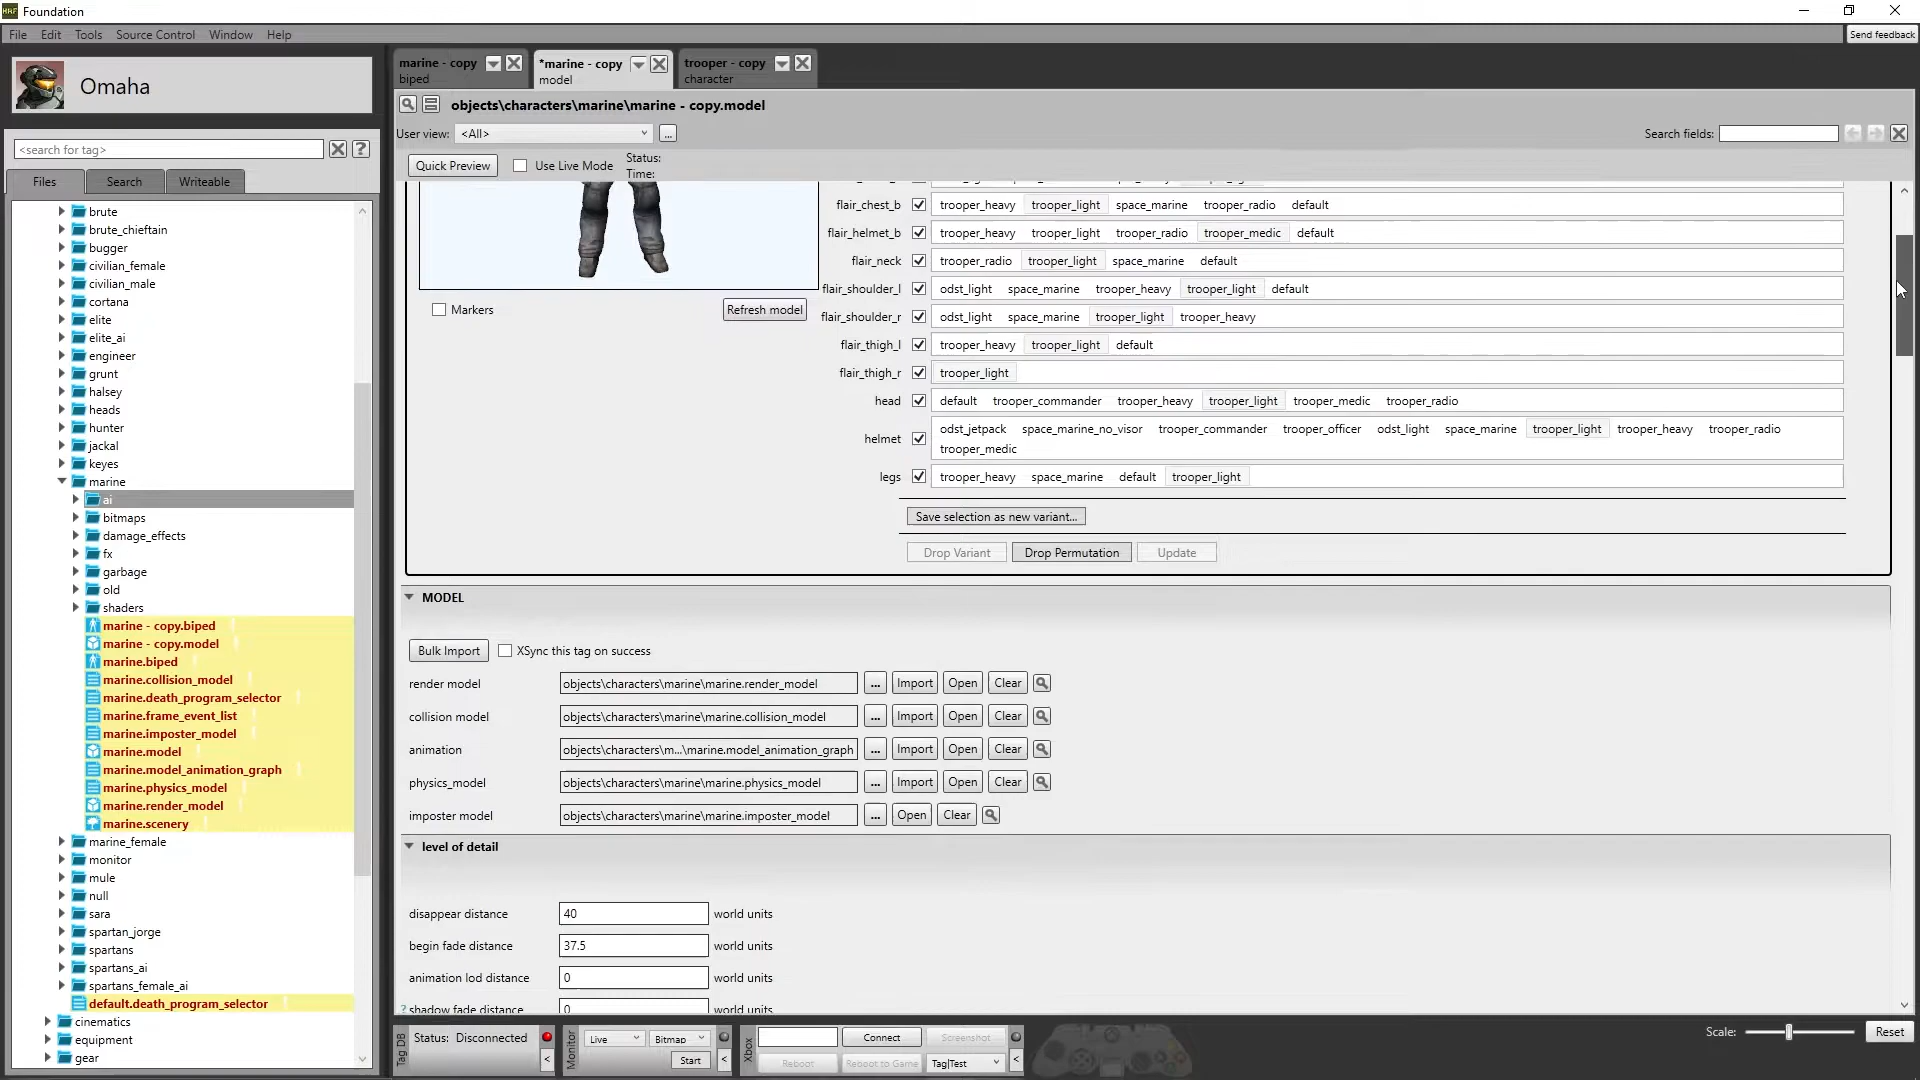 Foundation
File Edit Tools Source Control Window Help
Send feedback
Omaha
<search for tag>
Files Search Writeable
brute
brute_chieftain
bugger
civilian_female
civilian_male
cortana
elite
elite_ai
engineer
grunt
halsey
heads
hunter
jackal
keyes
marine
ai
bitmaps
damage_effects
fx
garbage
old
shaders
marine - copy.biped
marine - copy.model
marine.biped
marine.collision_model
marine.death_program_selector
marine.frame_event_list
marine.imposter_model
marine.model
marine.model_animation_graph
marine.physics_model
marine.render_model
marine.scenery
marine_female
monitor
mule
null
sara
spartan_jorge
spartans
spartans_ai
spartans_female_ai
default.death_program_selector
cinematics
equipment
gear
marine - copy
biped
*marine - copy
model
trooper - copy
character
objects\characters\marine\marine - copy.model
User view: <All> ...
Search fields:
Quick Preview Use Live Mode
Status:
Time:
Markers
Refresh model
flair_chest_b trooper_heavy trooper_light space_marine trooper_radio default
flair_helmet_b trooper_heavy trooper_light trooper_radio trooper_medic default
flair_neck trooper_radio trooper_light space_marine default
flair_shoulder_l odst_light space_marine trooper_heavy trooper_light default
flair_shoulder_r odst_light space_marine trooper_light trooper_heavy
flair_thigh_l trooper_heavy trooper_light default
flair_thigh_r trooper_light
head default trooper_commander trooper_heavy trooper_light trooper_medic trooper_radio
helmet odst_jetpack space_marine_no_visor trooper_commander trooper_officer odst_light space_marine trooper_light trooper_heavy trooper_radio
trooper_medic
legs trooper_heavy space_marine default trooper_light
Save selection as new variant...
Drop Variant Drop Permutation Update
MODEL
Bulk Import XSync this tag on success
render model objects\characters\marine\marine.render_model ... Import Open Clear
collision model objects\characters\marine\marine.collision_model ... Import Open Clear
animation objects\characters\m...\marine.model_animation_graph ... Import Open Clear
physics_model objects\characters\marine\marine.physics_model ... Import Open Clear
imposter model objects\characters\marine\marine.imposter_model ... Open Clear
level of detail
disappear distance 40 world units
begin fade distance 37.5 world units
animation lod distance 0 world units
? shadow fade distance 0 world units
Tag DB
Status: Disconnected
<
Monitor
Live Bitmap
Start <
Xbox
Connect Screenshot
Reboot Reboot to Game Tag|Test <
Scale: Reset